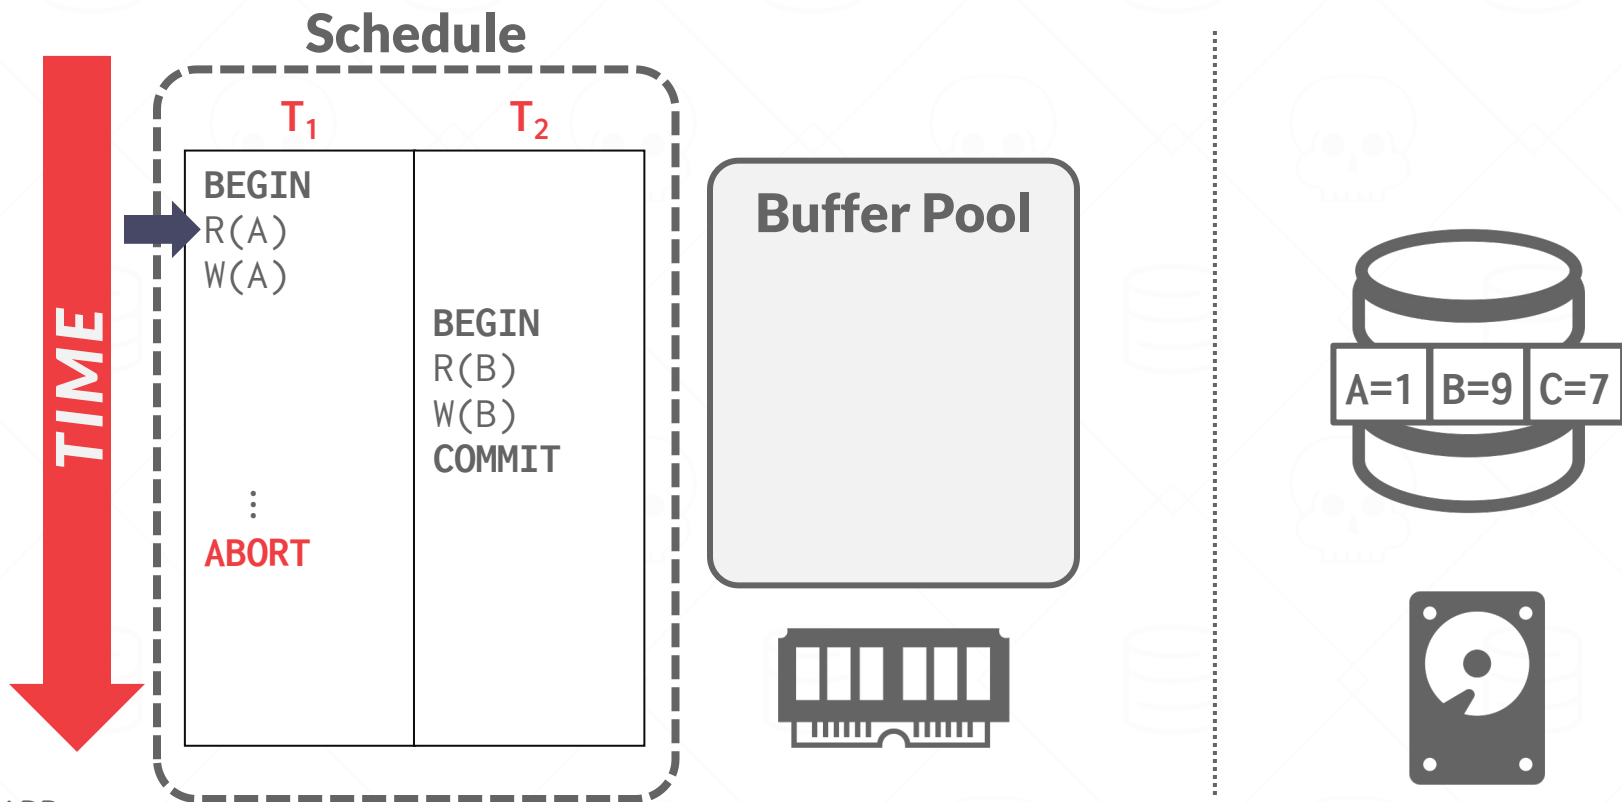 Schedule
TIME
T₁ T₂
BEGIN
R(A)
W(A)
BEGIN
R(B)
W(B)
COMMIT
⋮
ABORT
Buffer Pool
A=1 B=9 C=7